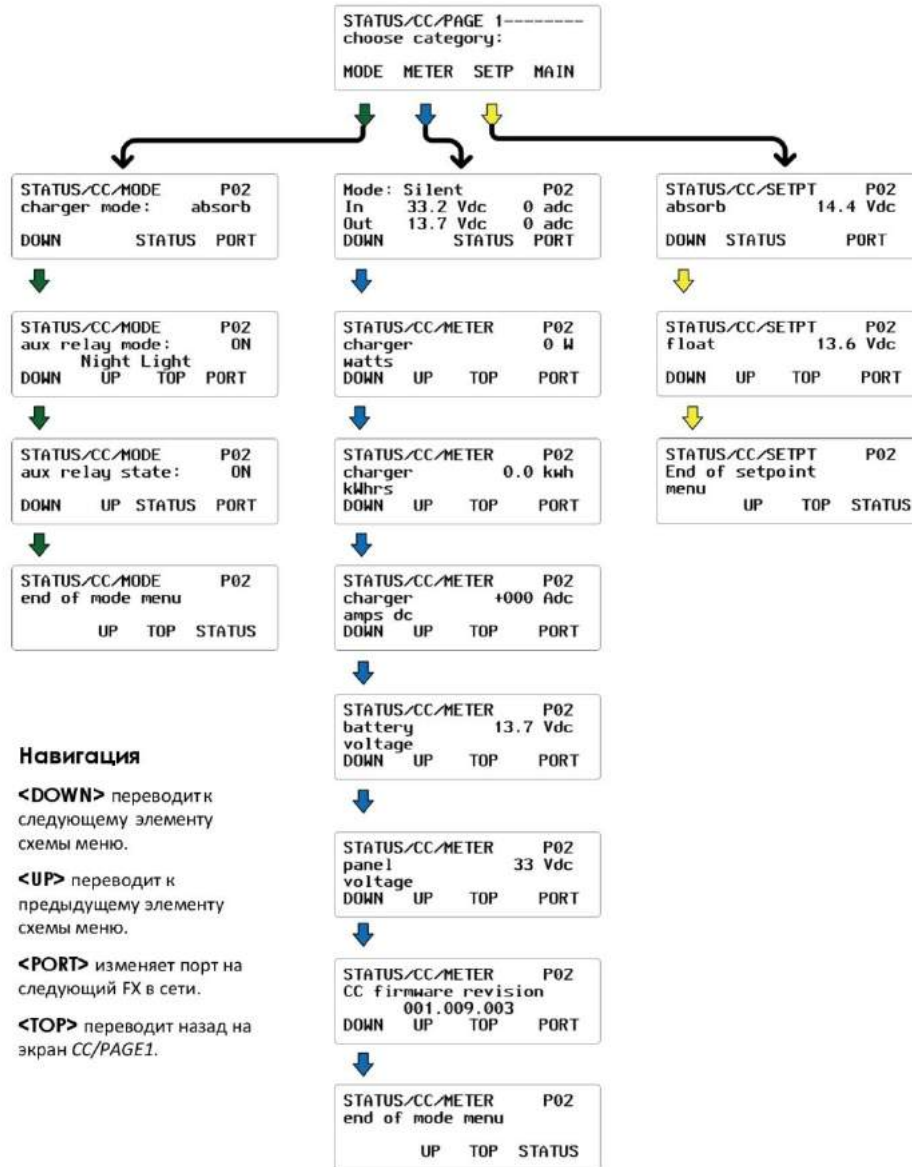 STATUS/CC/PAGE 1--------
choose category:
MODE METER SETP MAIN
STATUS/CC/MODE P02
charger mode: absorb
DOWN STATUS PORT
STATUS/CC/MODE P02
aux relay mode: ON
Night Light
DOWN UP TOP PORT
STATUS/CC/MODE P02
aux relay state: ON
DOWN UP STATUS PORT
STATUS/CC/MODE P02
end of mode menu
UP TOP STATUS
Mode: Silent P02
In 33.2 Vdc 0 adc
Out 13.7 Vdc 0 adc
DOWN STATUS PORT
STATUS/CC/METER P02
charger 0 W
watts
DOWN UP TOP PORT
STATUS/CC/METER P02
charger 0.0 kwh
kWhrs
DOWN UP TOP PORT
STATUS/CC/METER P02
charger +000 Adc
amps dc
DOWN UP TOP PORT
STATUS/CC/METER P02
battery 13.7 Vdc
voltage
DOWN UP TOP PORT
STATUS/CC/METER P02
panel 33 Vdc
voltage
DOWN UP TOP PORT
STATUS/CC/METER P02
CC firmware revision
001.009.003
DOWN UP TOP PORT
STATUS/CC/METER P02
end of mode menu
UP TOP STATUS
STATUS/CC/SETPT P02
absorb 14.4 Vdc
DOWN STATUS PORT
STATUS/CC/SETPT P02
float 13.6 Vdc
DOWN UP TOP PORT
STATUS/CC/SETPT P02
End of setpoint
menu
UP TOP STATUS
Навигация
<DOWN> переводит к
следующему элементу
схемы меню.
<UP> переводит к
предыдущему элементу
схемы меню.
<PORT> изменяет порт на
следующий FX в сети.
<TOP> переводит назад на
экран CC/PAGE1.